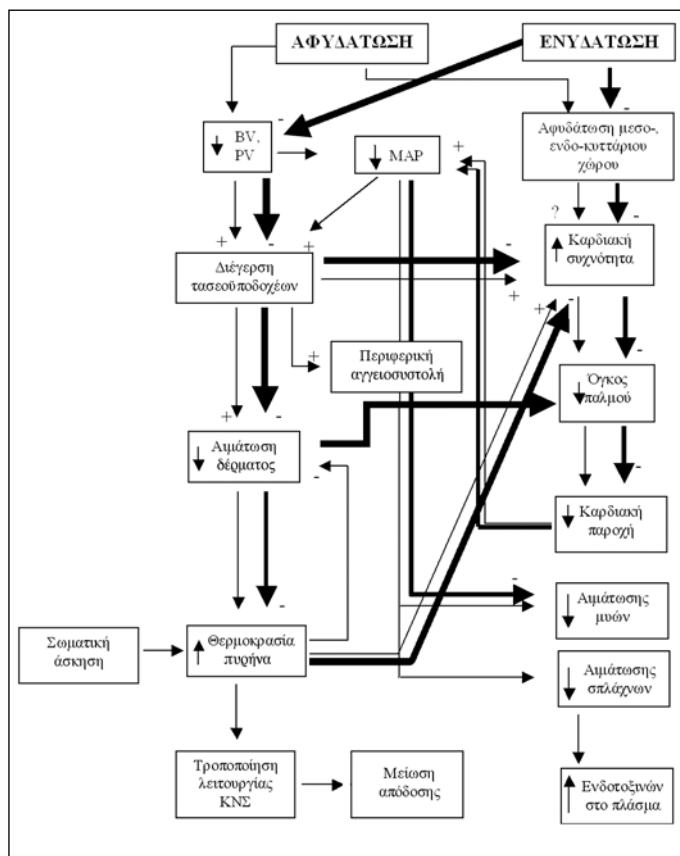 ΑΦΥΔΑΤΩΣΗ
ΕΝΥΔΑΤΩΣΗ
-
-
↓ BV,
PV
↓ MAP
+
Αφυδάτωση μεσο-,
ενδο-κυττάριου
χώρου
?
-
+
-
+
Διέγερση
τασεοϋποδοχέων
-
+
↑ Καρδιακή
συχνότητα
+
-
+
Περιφερική
αγγειοσυστολή
-
↓ Όγκος
παλμού
+
-
↓ Αιμάτωση
δέρματος
-
-
↓ Καρδιακή
παροχή
-
-
↓ Αιμάτωσης
μυών
Σωματική
άσκηση
↑ Θερμοκρασία
πυρήνα
↓ Αιμάτωσης
σπλάχνων
Τροποποίηση
λειτουργίας
ΚΝΣ
Μείωση
απόδοσης
↑ Ενδοτοξινών
στο πλάσμα